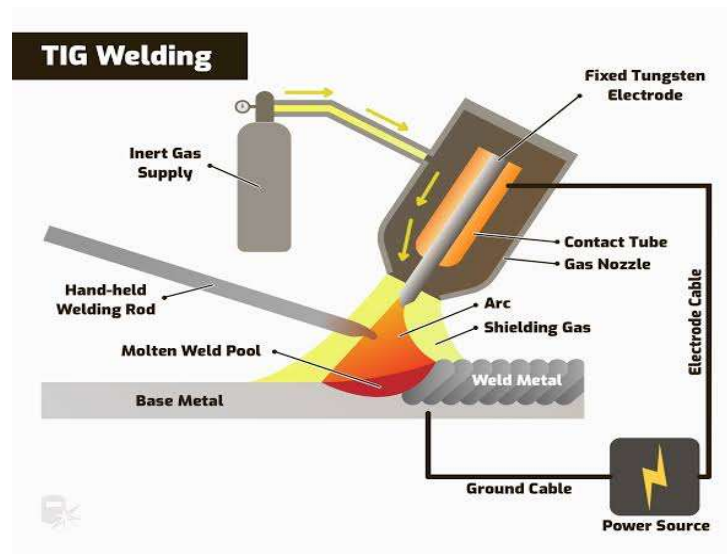 TIG Welding
Fixed Tungsten
Electrode
Inert Gas
Supply
Contact Tube
Gas Nozzle
Hand-held
Welding Rod
Arc
Shielding Gas
Molten Weld Pool
Electrode Cable
Weld Metal
Base Metal
Ground Cable
Power Source